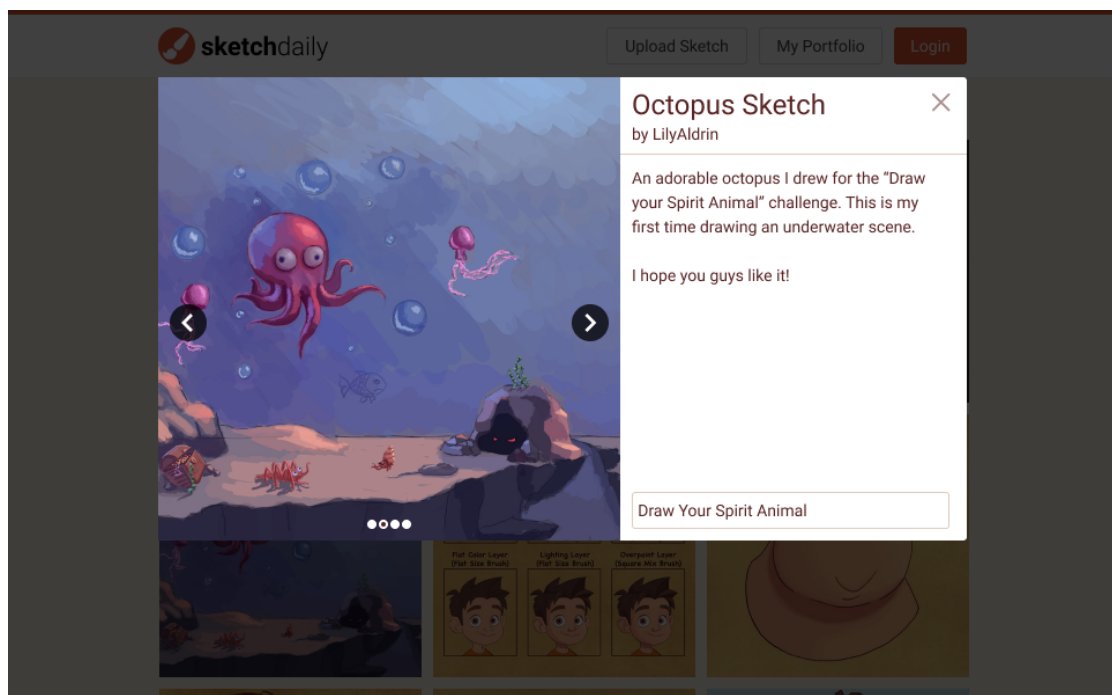 sketchdaily
Upload Sketch
My Portfolio
Login
Octopus Sketch
by LilyAldrin
An adorable octopus I drew for the “Draw
your Spirit Animal” challenge. This is my
first time drawing an underwater scene.
I hope you guys like it!
Draw Your Spirit Animal
Flat Color Layer
(Flat Size Brush)
Lighting Layer
(Flat Size Brush)
Overpaint Layer
(Square Mix Brush)